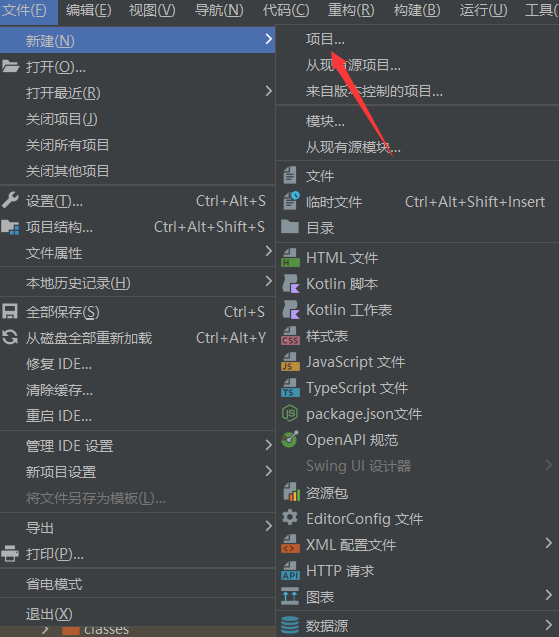 文件(F) 编辑(E) 视图(V) 导航(N) 代码(C) 重构(R) 构建(B) 运行(U) 工具(
新建(N)
打开(O)...
打开最近(R)
关闭项目(J)
关闭所有项目
关闭其他项目
设置(T)... Ctrl+Alt+S
项目结构... Ctrl+Alt+Shift+S
文件属性
本地历史记录(H)
全部保存(S) Ctrl+S
从磁盘全部重新加载 Ctrl+Alt+Y
修复 IDE...
清除缓存...
重启 IDE...
管理 IDE 设置
新项目设置
将文件另存为模板(L)...
导出
打印(P)...
省电模式
退出(X)
classes
项目...
从现有源项目...
来自版本控制的项目...
模块...
从现有源模块...
文件
临时文件 Ctrl+Alt+Shift+Insert
目录
HTML 文件
Kotlin 脚本
Kotlin 工作表
样式表
JavaScript 文件
TypeScript 文件
package.json文件
OpenAPI 规范
Swing UI 设计器
资源包
EditorConfig 文件
XML 配置文件
HTTP 请求
图表
数据源